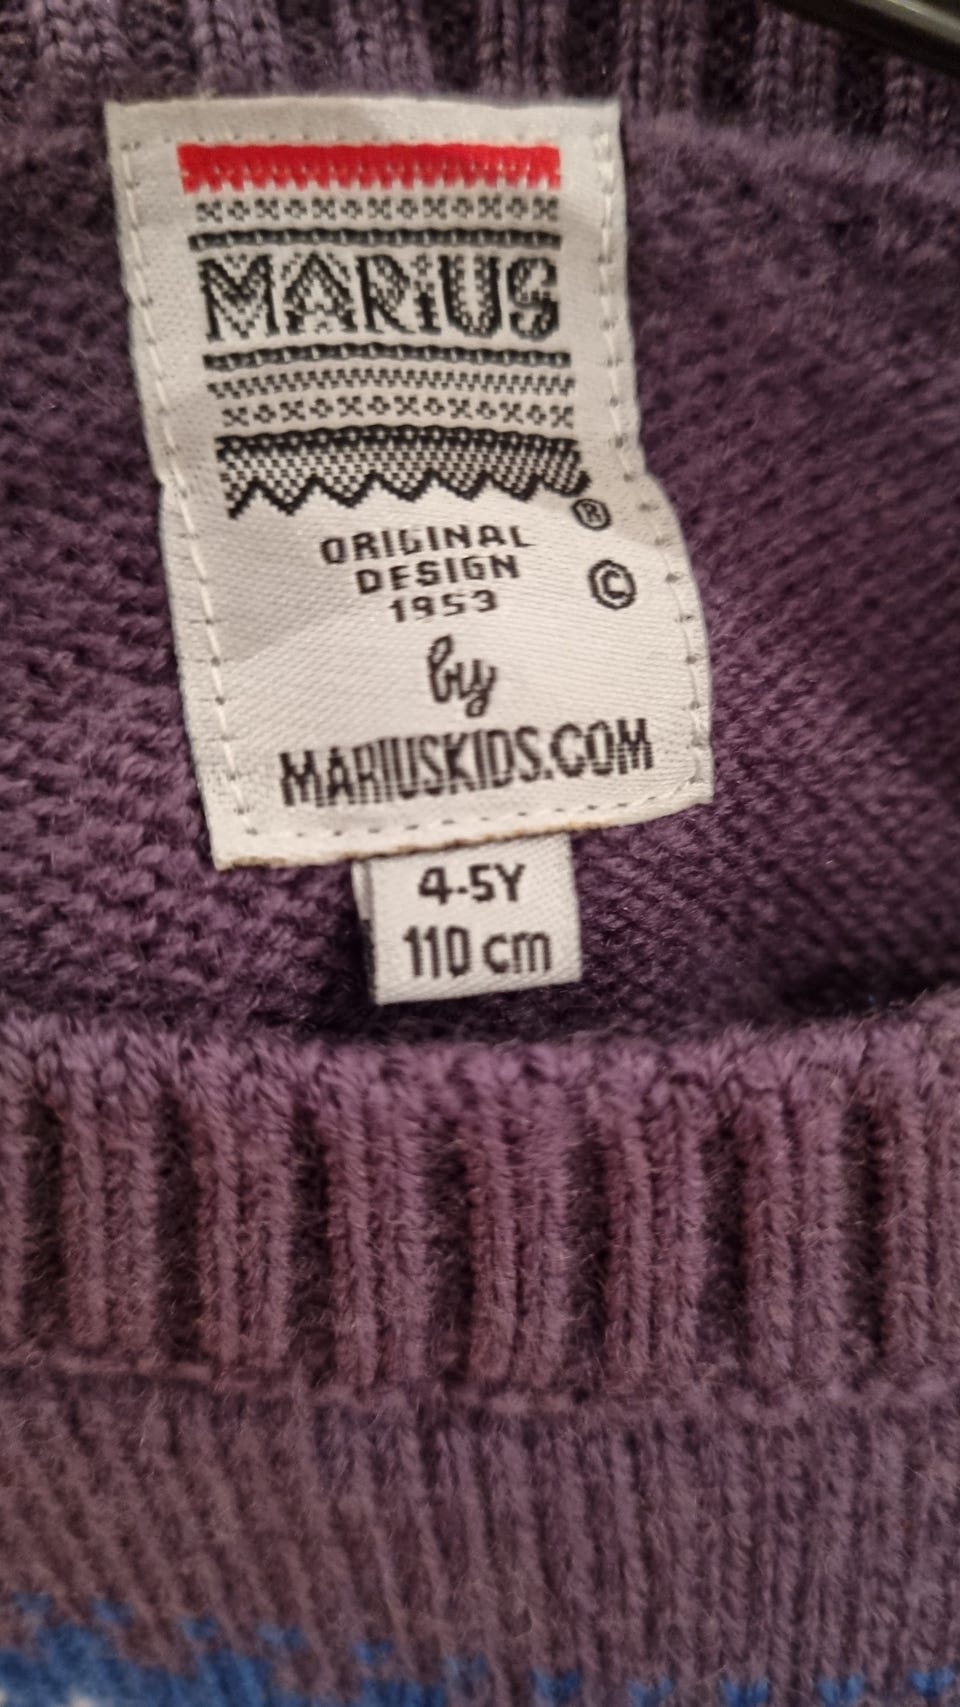 MARiUS
®
ORIGINAL
DESIGN
1953
©
by
MARIUSKIDS.COM
4-5Y
110 cm